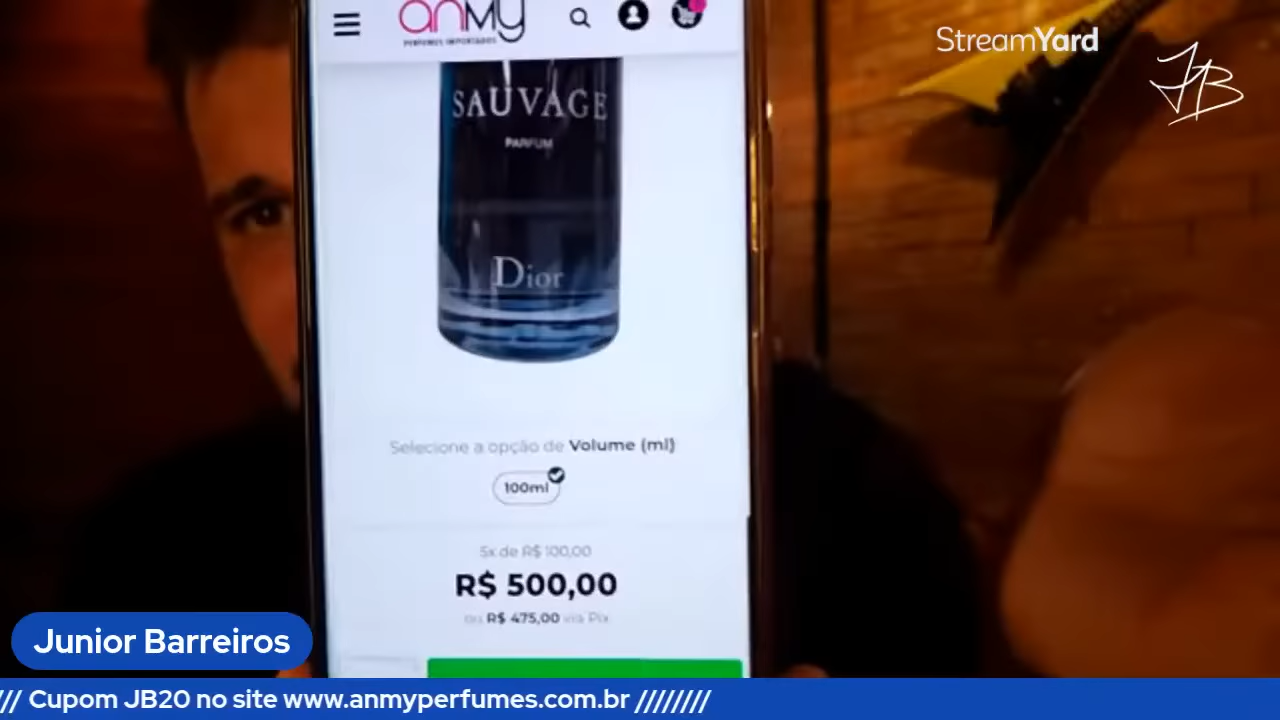 anMY
PERFUMES IMPORTADOS
StreamYard
JB
SAUVAGE
PARFUM
Dior
Selecione a opção de Volume (ml)
100ml
5x de R$ 100,00
R$ 500,00
ou R$ 475,00 via Pix
Junior Barreiros
/// Cupom JB20 no site www.anmyperfumes.com.br ////////